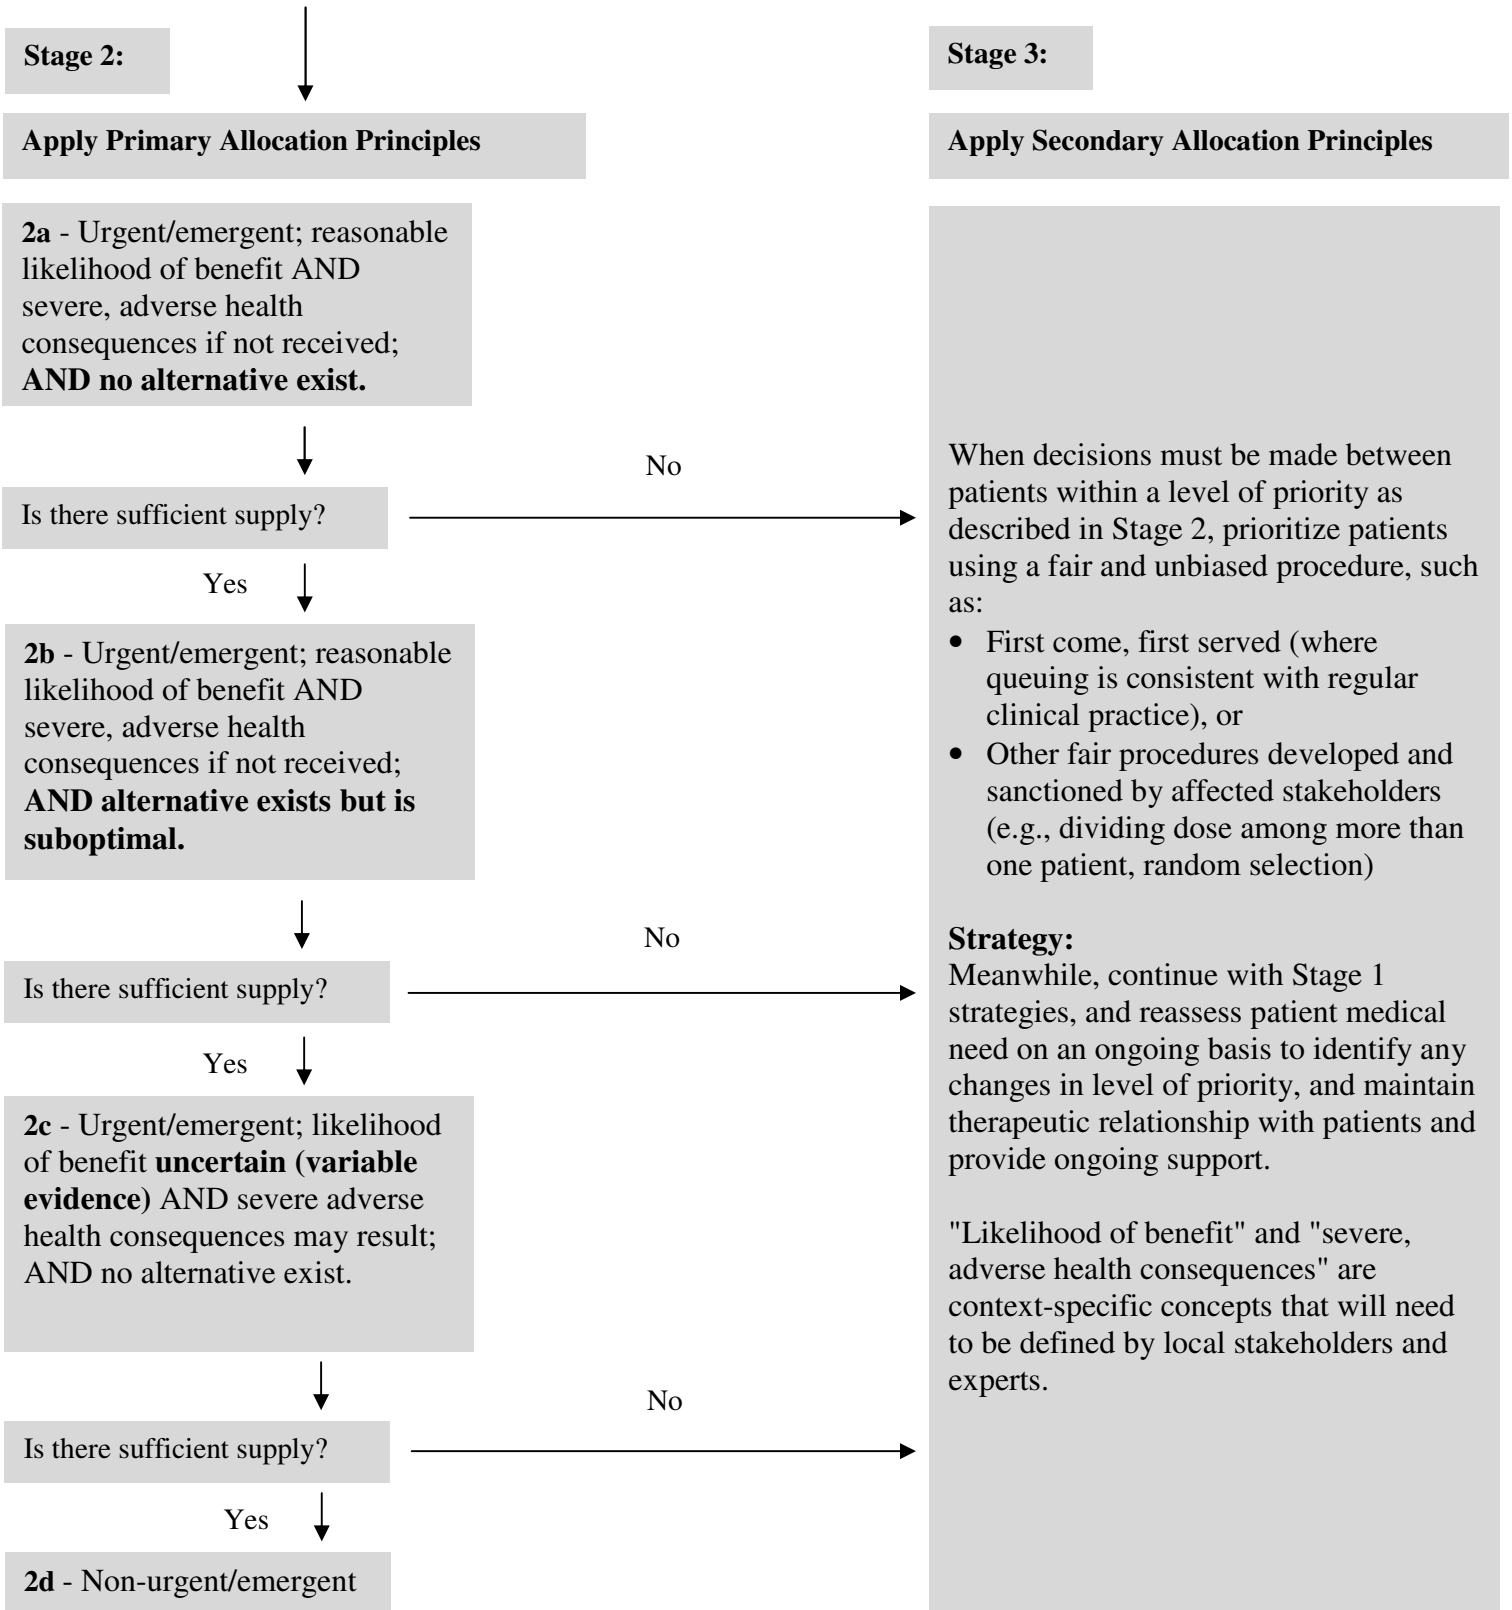 Stage 2:
Apply Primary Allocation Principles
2a - Urgent/emergent; reasonable
likelihood of benefit AND
severe, adverse health
consequences if not received;
AND no alternative exist.
No
Is there sufficient supply?
Yes
2b - Urgent/emergent; reasonable
likelihood of benefit AND
severe, adverse health
consequences if not received;
AND alternative exists but is
suboptimal.
No
Is there sufficient supply?
Yes
2c - Urgent/emergent; likelihood
of benefit uncertain (variable
evidence) AND severe adverse
health consequences may result;
AND no alternative exist.
No
Is there sufficient supply?
Yes
2d - Non-urgent/emergent
Stage 3:
Apply Secondary Allocation Principles
When decisions must be made between
patients within a level of priority as
described in Stage 2, prioritize patients
using a fair and unbiased procedure, such
as:
• First come, first served (where
queuing is consistent with regular
clinical practice), or
• Other fair procedures developed and
sanctioned by affected stakeholders
(e.g., dividing dose among more than
one patient, random selection)
Strategy:
Meanwhile, continue with Stage 1
strategies, and reassess patient medical
need on an ongoing basis to identify any
changes in level of priority, and maintain
therapeutic relationship with patients and
provide ongoing support.
"Likelihood of benefit" and "severe,
adverse health consequences" are
context-specific concepts that will need
to be defined by local stakeholders and
experts.